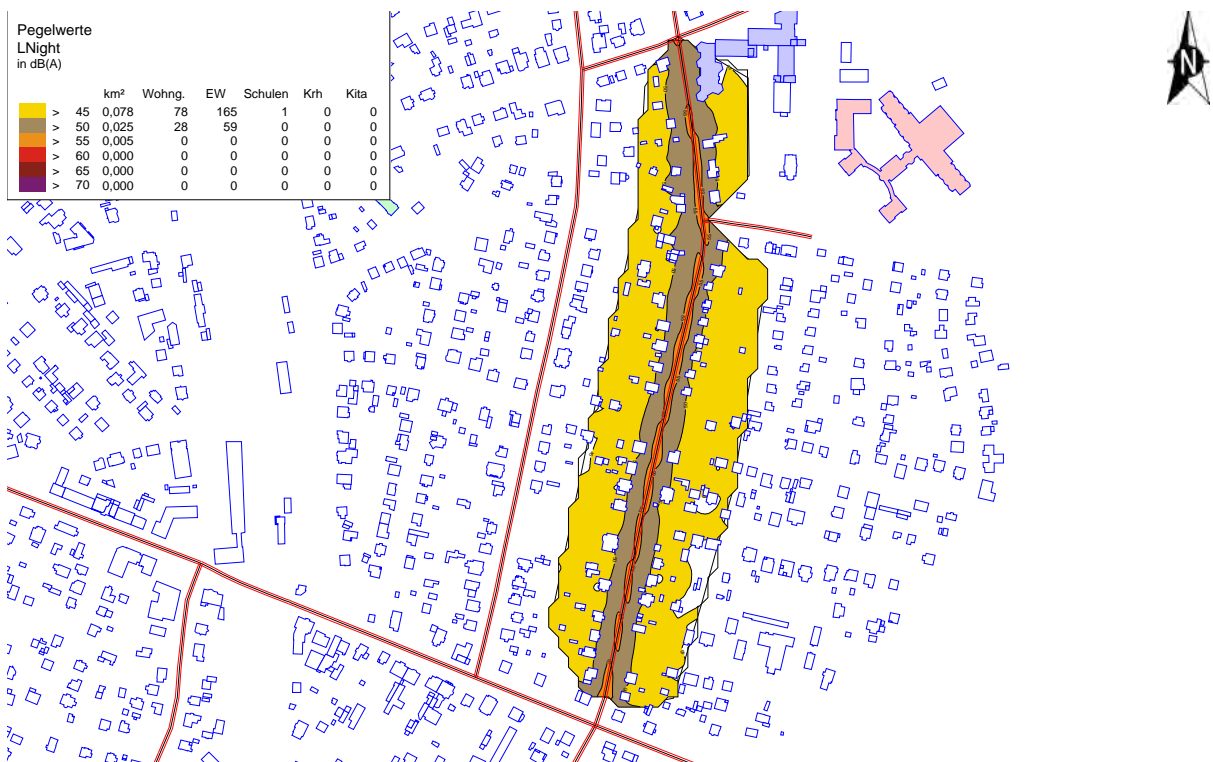 Pegelwerte
LNight
in dB(A)
km² Wohng. EW Schulen Krh Kita
> 45 0,078 78 165 1 0 0
> 50 0,025 28 59 0 0 0
> 55 0,005 0 0 0 0 0
> 60 0,000 0 0 0 0 0
> 65 0,000 0 0 0 0 0
> 70 0,000 0 0 0 0 0
N